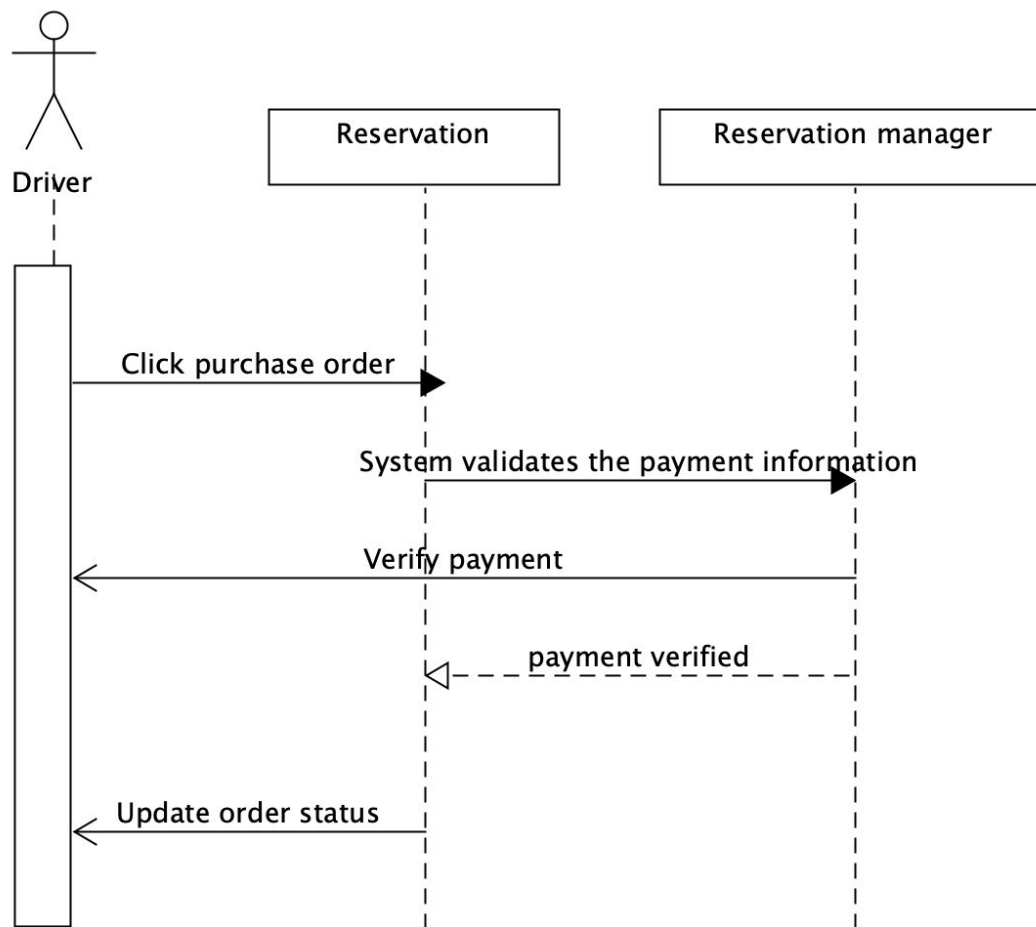 Driver
Reservation
Reservation manager
Click purchase order
System validates the payment information
Verify payment
payment verified
Update order status